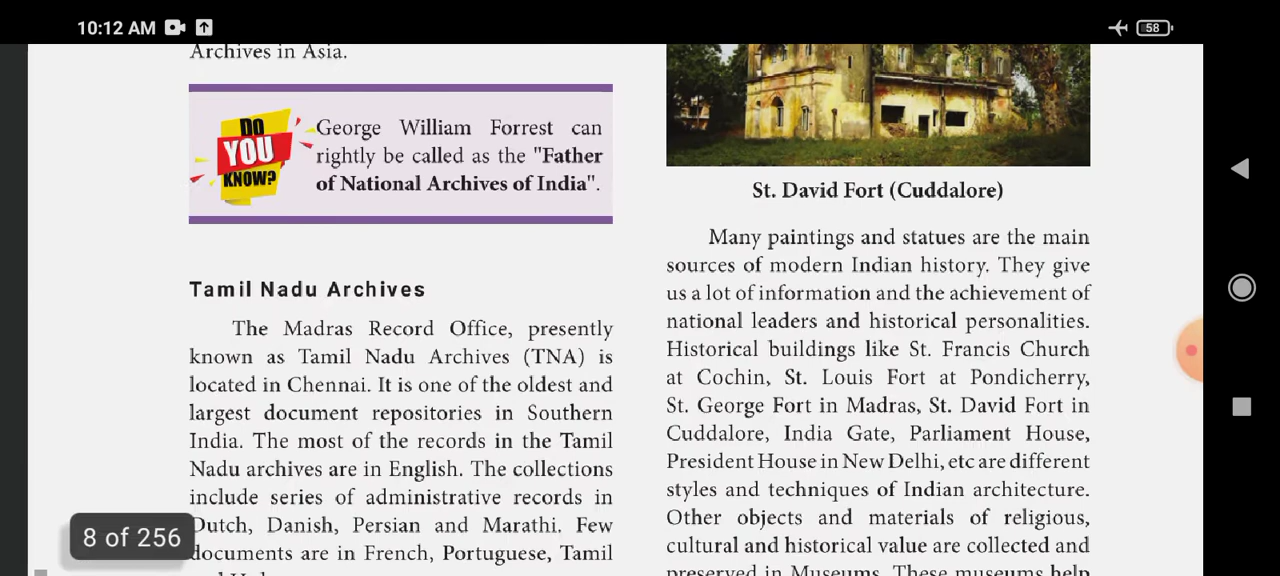 10:12 AM
58
Archives in Asia.
DO
YOU
KNOW?
George William Forrest can
rightly be called as the "Father
of National Archives of India".
Tamil Nadu Archives
The Madras Record Office, presently
known as Tamil Nadu Archives (TNA) is
located in Chennai. It is one of the oldest and
largest document repositories in Southern
India. The most of the records in the Tamil
Nadu archives are in English. The collections
include series of administrative records in
Dutch, Danish, Persian and Marathi. Few
documents are in French, Portuguese, Tamil
8 of 256
St. David Fort (Cuddalore)
Many paintings and statues are the main
sources of modern Indian history. They give
us a lot of information and the achievement of
national leaders and historical personalities.
Historical buildings like St. Francis Church
at Cochin, St. Louis Fort at Pondicherry,
St. George Fort in Madras, St. David Fort in
Cuddalore, India Gate, Parliament House,
President House in New Delhi, etc are different
styles and techniques of Indian architecture.
Other objects and materials of religious,
cultural and historical value are collected and
preserved in Museums. These museums help